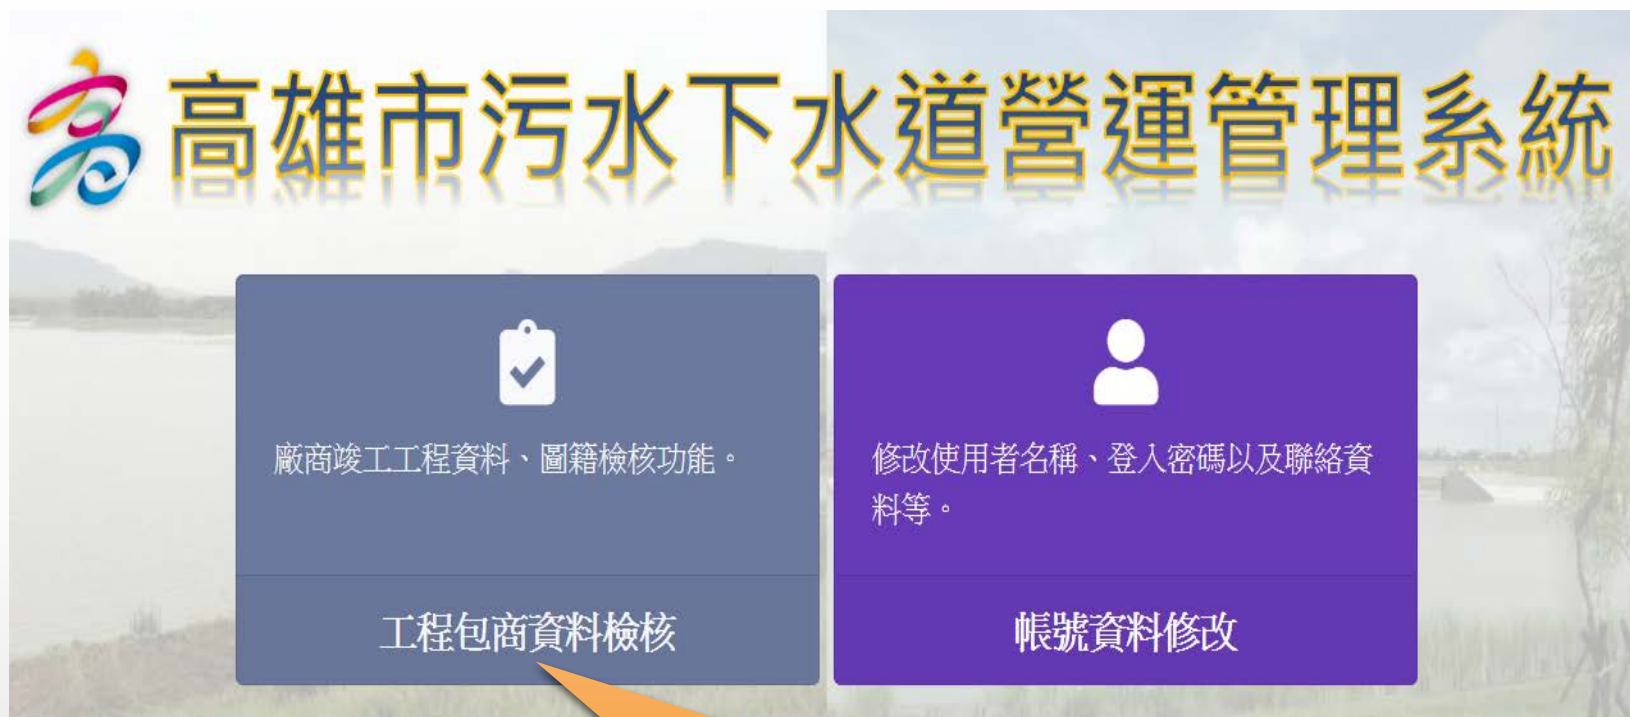 高雄市污水下水道營運管理系統
廠商竣工工程資料、圖籍檢核功能。
工程包商資料檢核
修改使用者名稱、登入密碼以及聯絡資
料等。
帳號資料修改